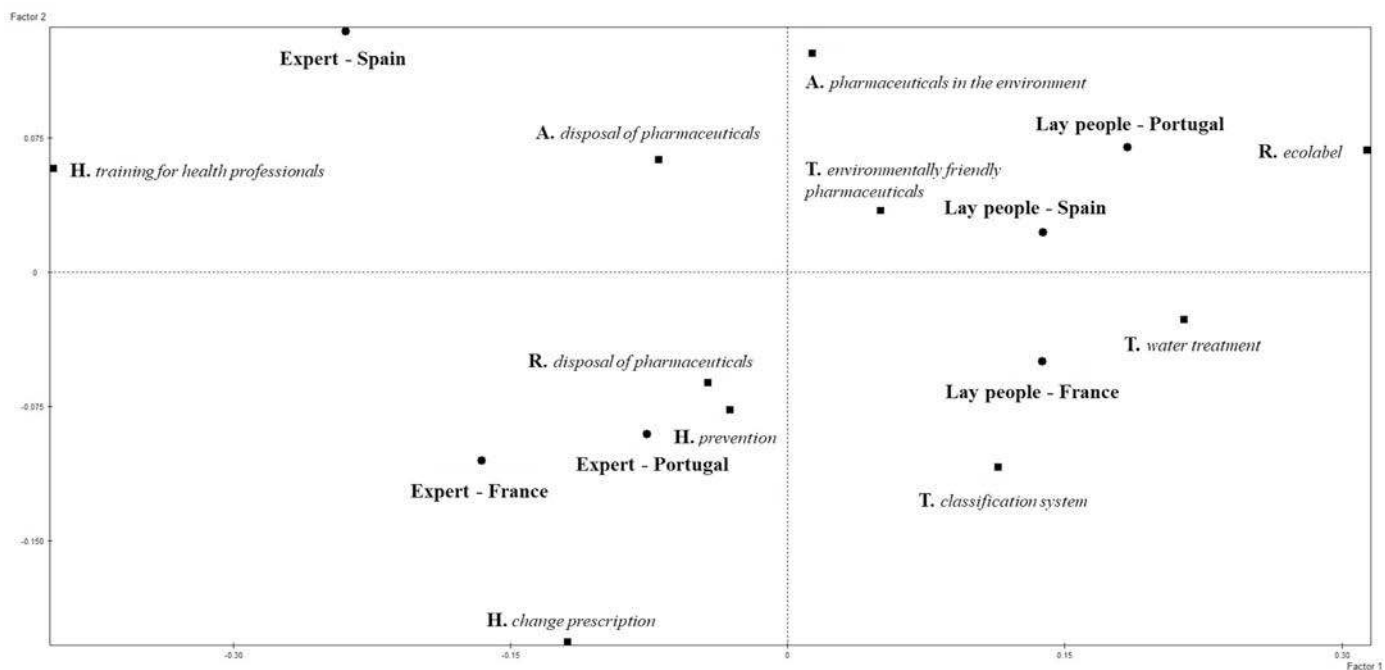 Factor 2
Expert - Spain
A. pharmaceuticals in the environment
0.075
A. disposal of pharmaceuticals
Lay people - Portugal
H. training for health professionals
T. environmentally friendly
pharmaceuticals
R. ecolabel
Lay people - Spain
0
R. disposal of pharmaceuticals
T. water treatment
Lay people - France
-0.075
H. prevention
Expert - Portugal
Expert - France
T. classification system
-0.150
H. change prescription
-0.30
-0.15
0
0.15
0.30
Factor 1